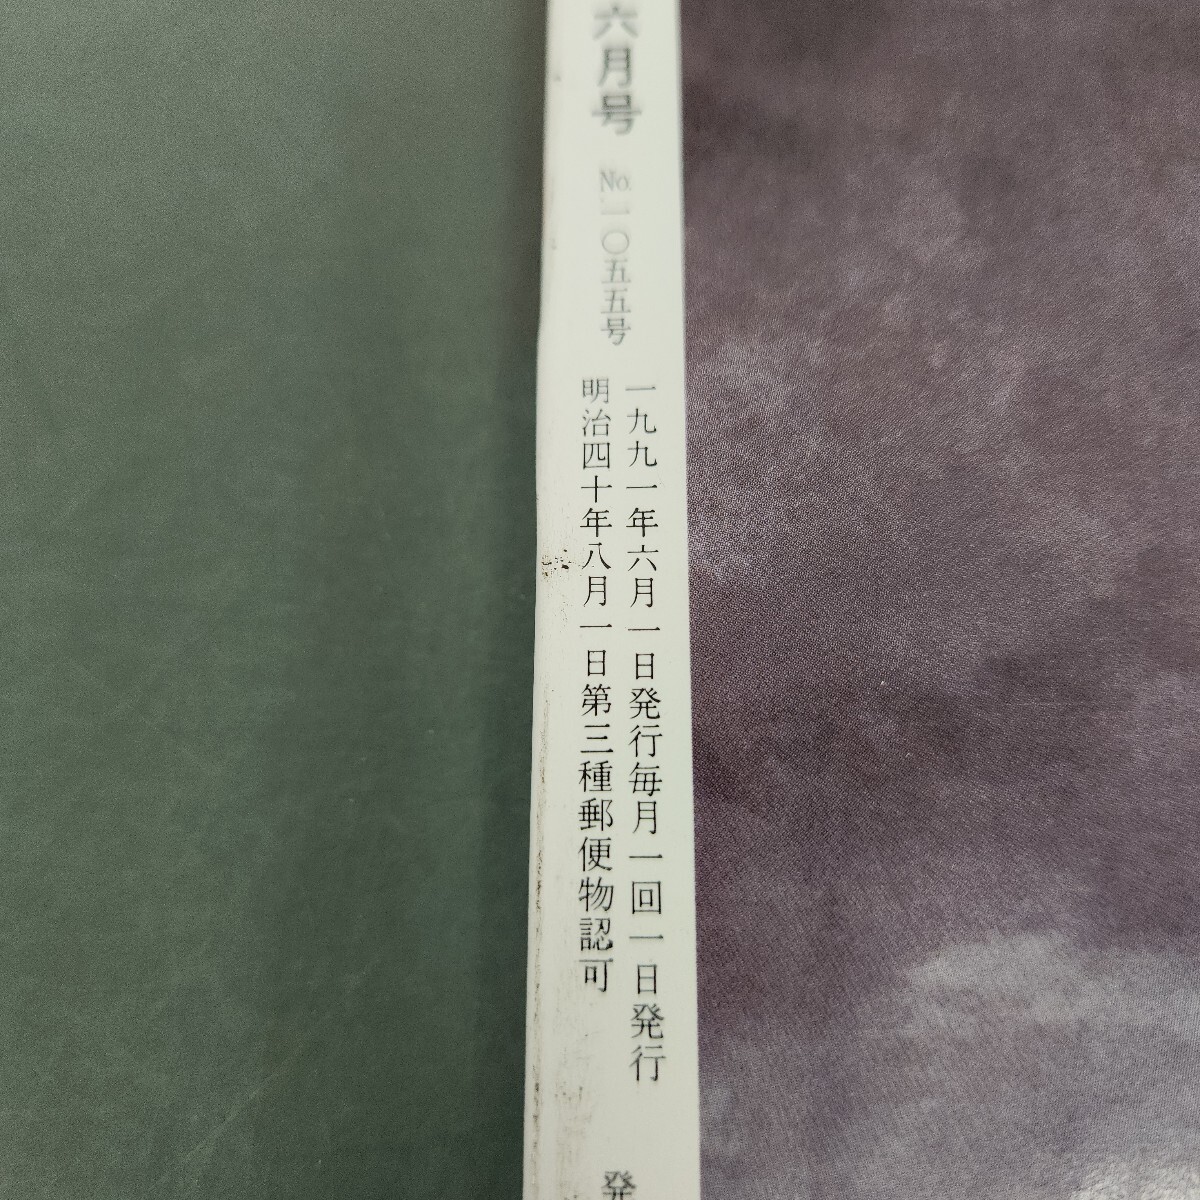 六月号
No.一〇五五号
一九九一年六月一日発行毎月一回一日発行
明治四十年八月一日第三種郵便物認可
発